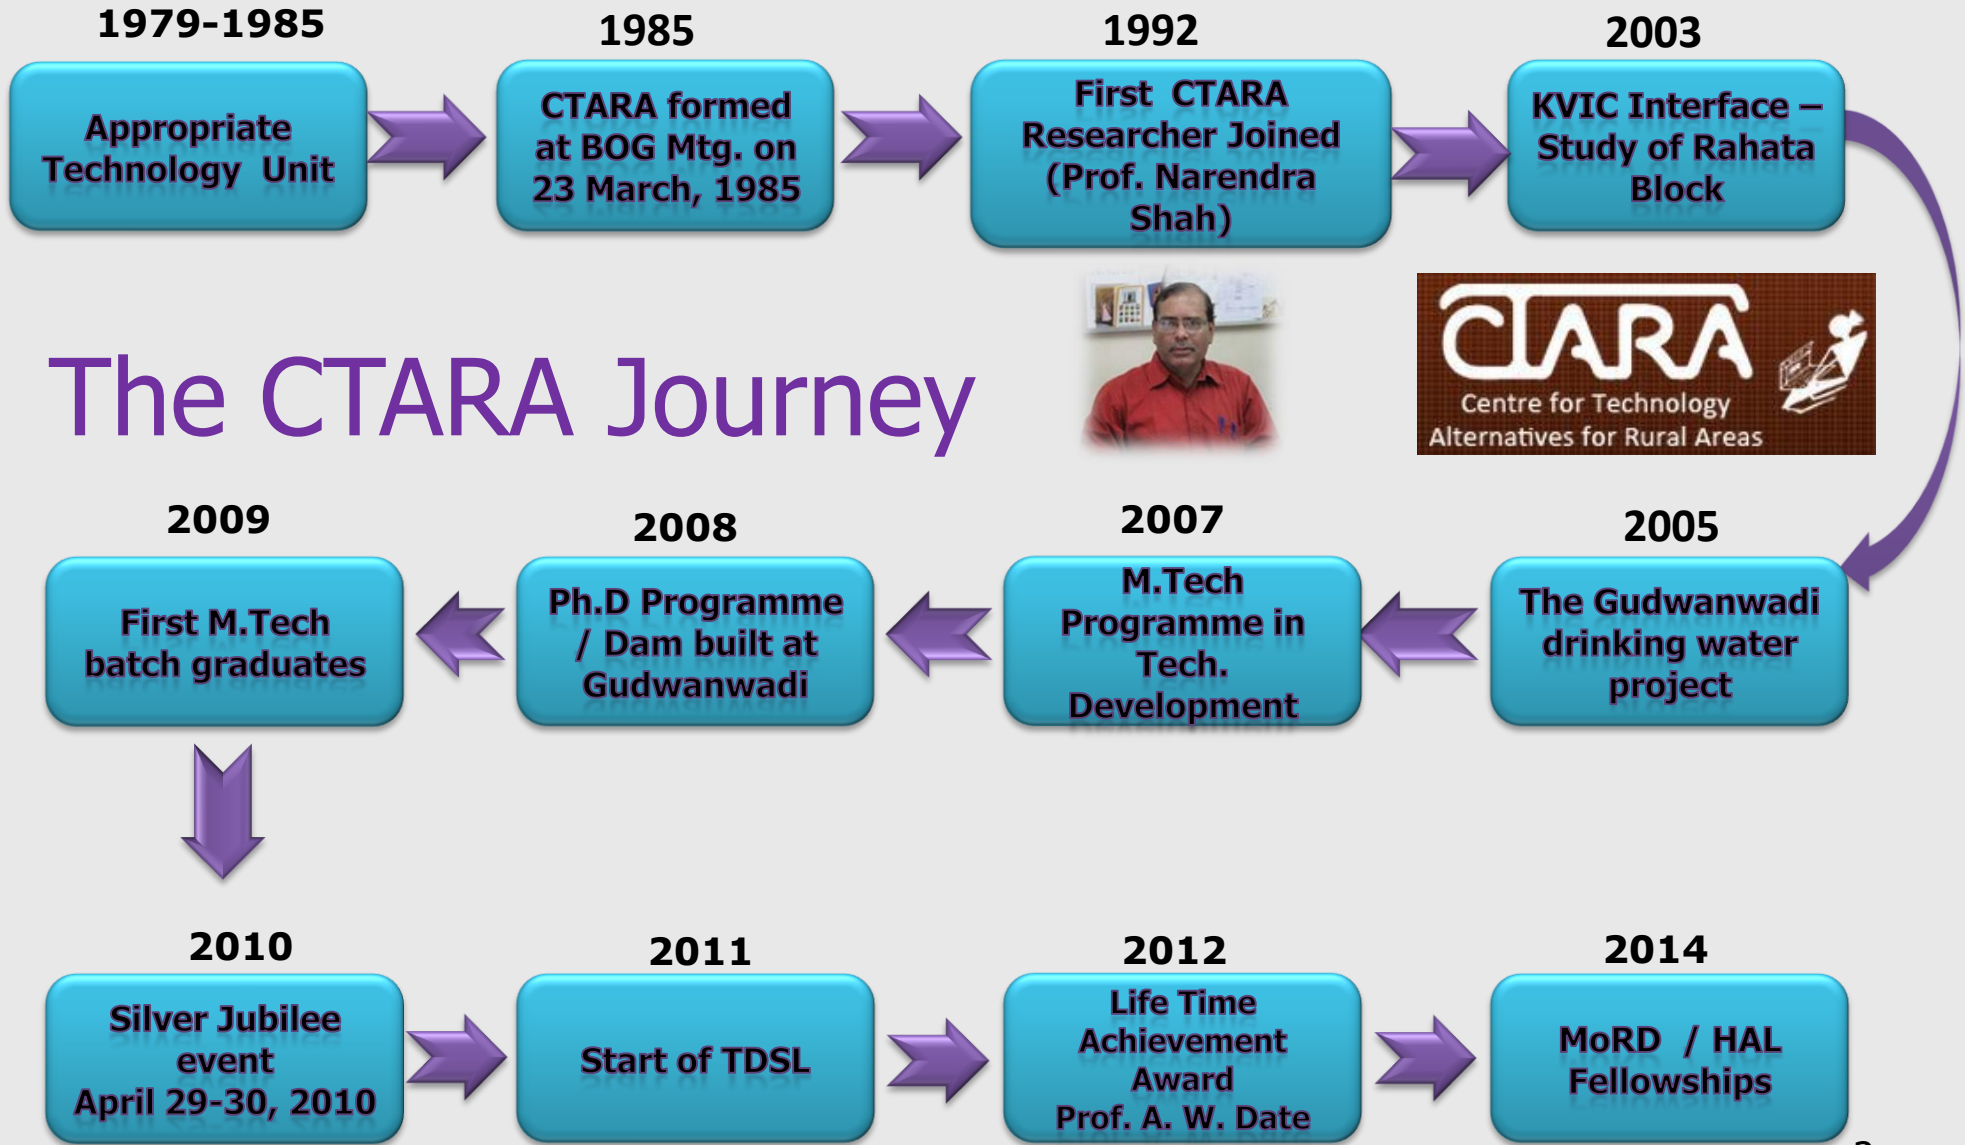 1979-1985
Appropriate
Technology Unit
1985
CTARA formed
at BOG Mtg. on
23 March, 1985
1992
First CTARA
Researcher Joined
(Prof. Narendra
Shah)
2003
KVIC Interface –
Study of Rahata
Block
The CTARA Journey
CTARA
Centre for Technology
Alternatives for Rural Areas
2005
The Gudwanwadi
drinking water
project
2007
M.Tech
Programme in
Tech.
Development
2008
Ph.D Programme
/ Dam built at
Gudwanwadi
2009
First M.Tech
batch graduates
2010
Silver Jubilee
event
April 29-30, 2010
2011
Start of TDSL
2012
Life Time
Achievement
Award
Prof. A. W. Date
2014
MoRD / HAL
Fellowships